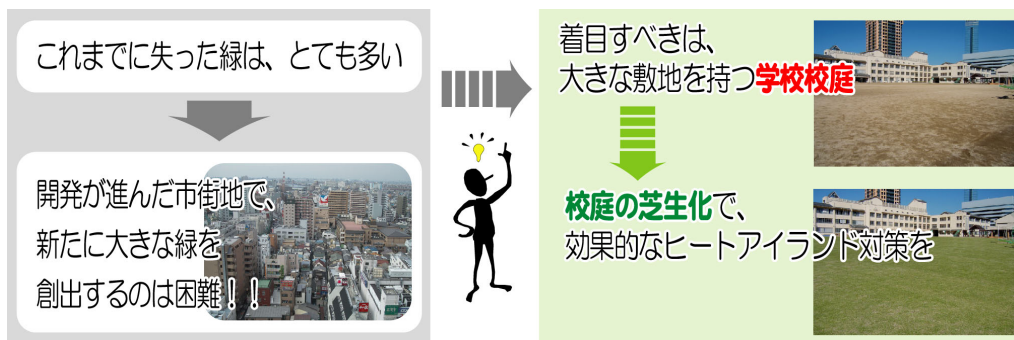 これまでに失った緑は、とても多い
開発が進んだ市街地で、
新たに大きな緑を
創出するのは困難！！
着目すべきは、
大きな敷地を持つ学校校庭
校庭の芝生化で、
効果的なヒートアイランド対策を